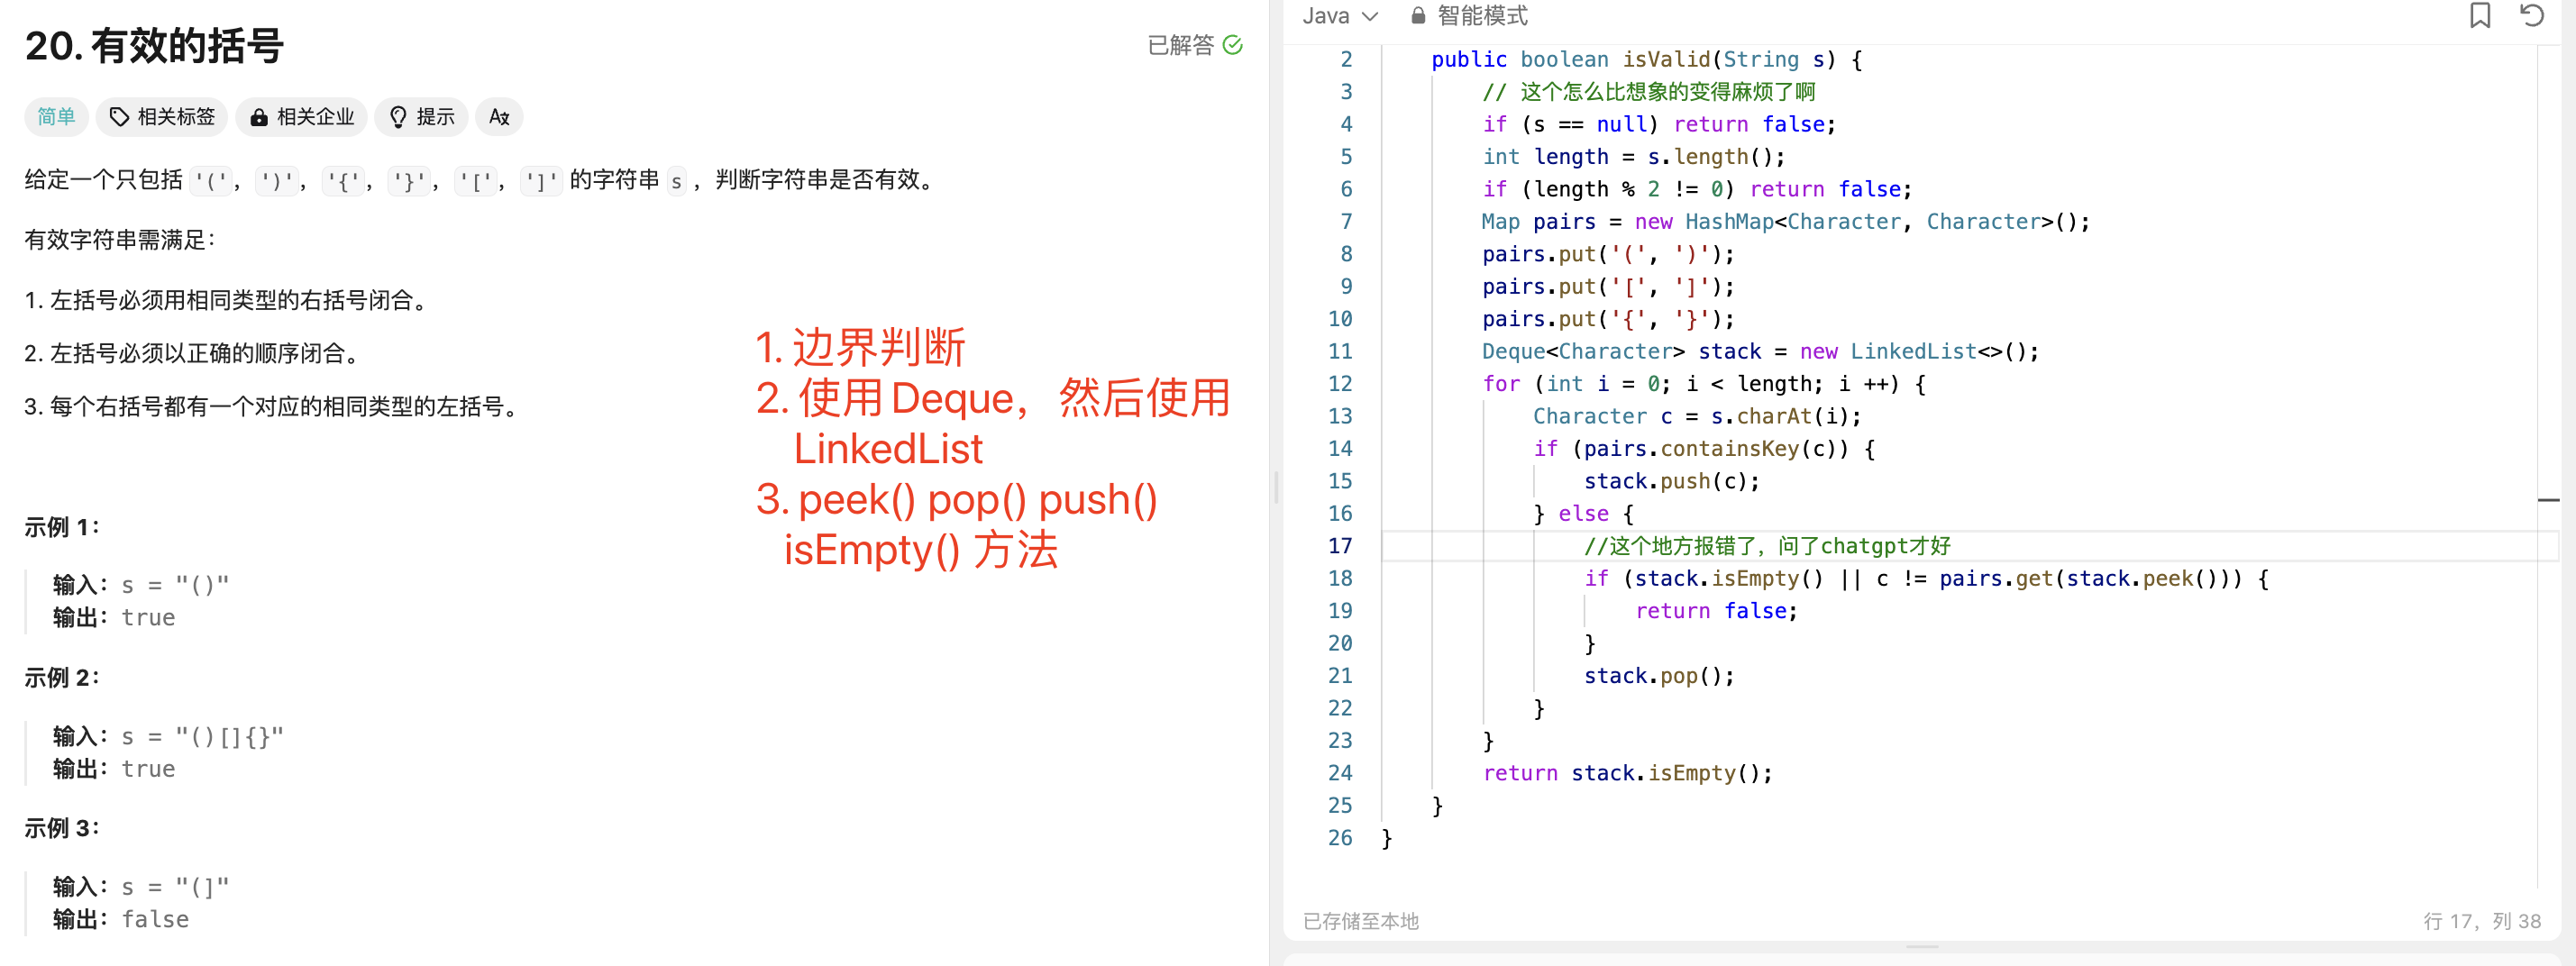 20. 有效的括号
已解答
简单
相关标签
相关企业
提示
给定一个只包括 '('，')'，'{'，'}'，'['，']' 的字符串 s ，判断字符串是否有效。
有效字符串需满足：
1. 左括号必须用相同类型的右括号闭合。
2. 左括号必须以正确的顺序闭合。
3. 每个右括号都有一个对应的相同类型的左括号。
1. 边界判断
2. 使用 Deque，然后使用
LinkedList
3. peek() pop() push()
isEmpty() 方法
示例 1：
输入：s = "()"
输出：true
示例 2：
输入：s = "()[]{}"
输出：true
示例 3：
输入：s = "(]"
输出：false
Java
智能模式
2 public boolean isValid(String s) {
3 // 这个怎么比想象的变得麻烦了啊
4 if (s == null) return false;
5 int length = s.length();
6 if (length % 2 != 0) return false;
7 Map pairs = new HashMap<Character, Character>();
8 pairs.put('(', ')');
9 pairs.put('[', ']');
10 pairs.put('{', '}');
11 Deque<Character> stack = new LinkedList<>();
12 for (int i = 0; i < length; i ++) {
13 Character c = s.charAt(i);
14 if (pairs.containsKey(c)) {
15 stack.push(c);
16 } else {
17 //这个地方报错了，问了chatgpt才好
18 if (stack.isEmpty() || c != pairs.get(stack.peek())) {
19 return false;
20 }
21 stack.pop();
22 }
23 }
24 return stack.isEmpty();
25 }
26 }
已存储至本地
行 17，列 38